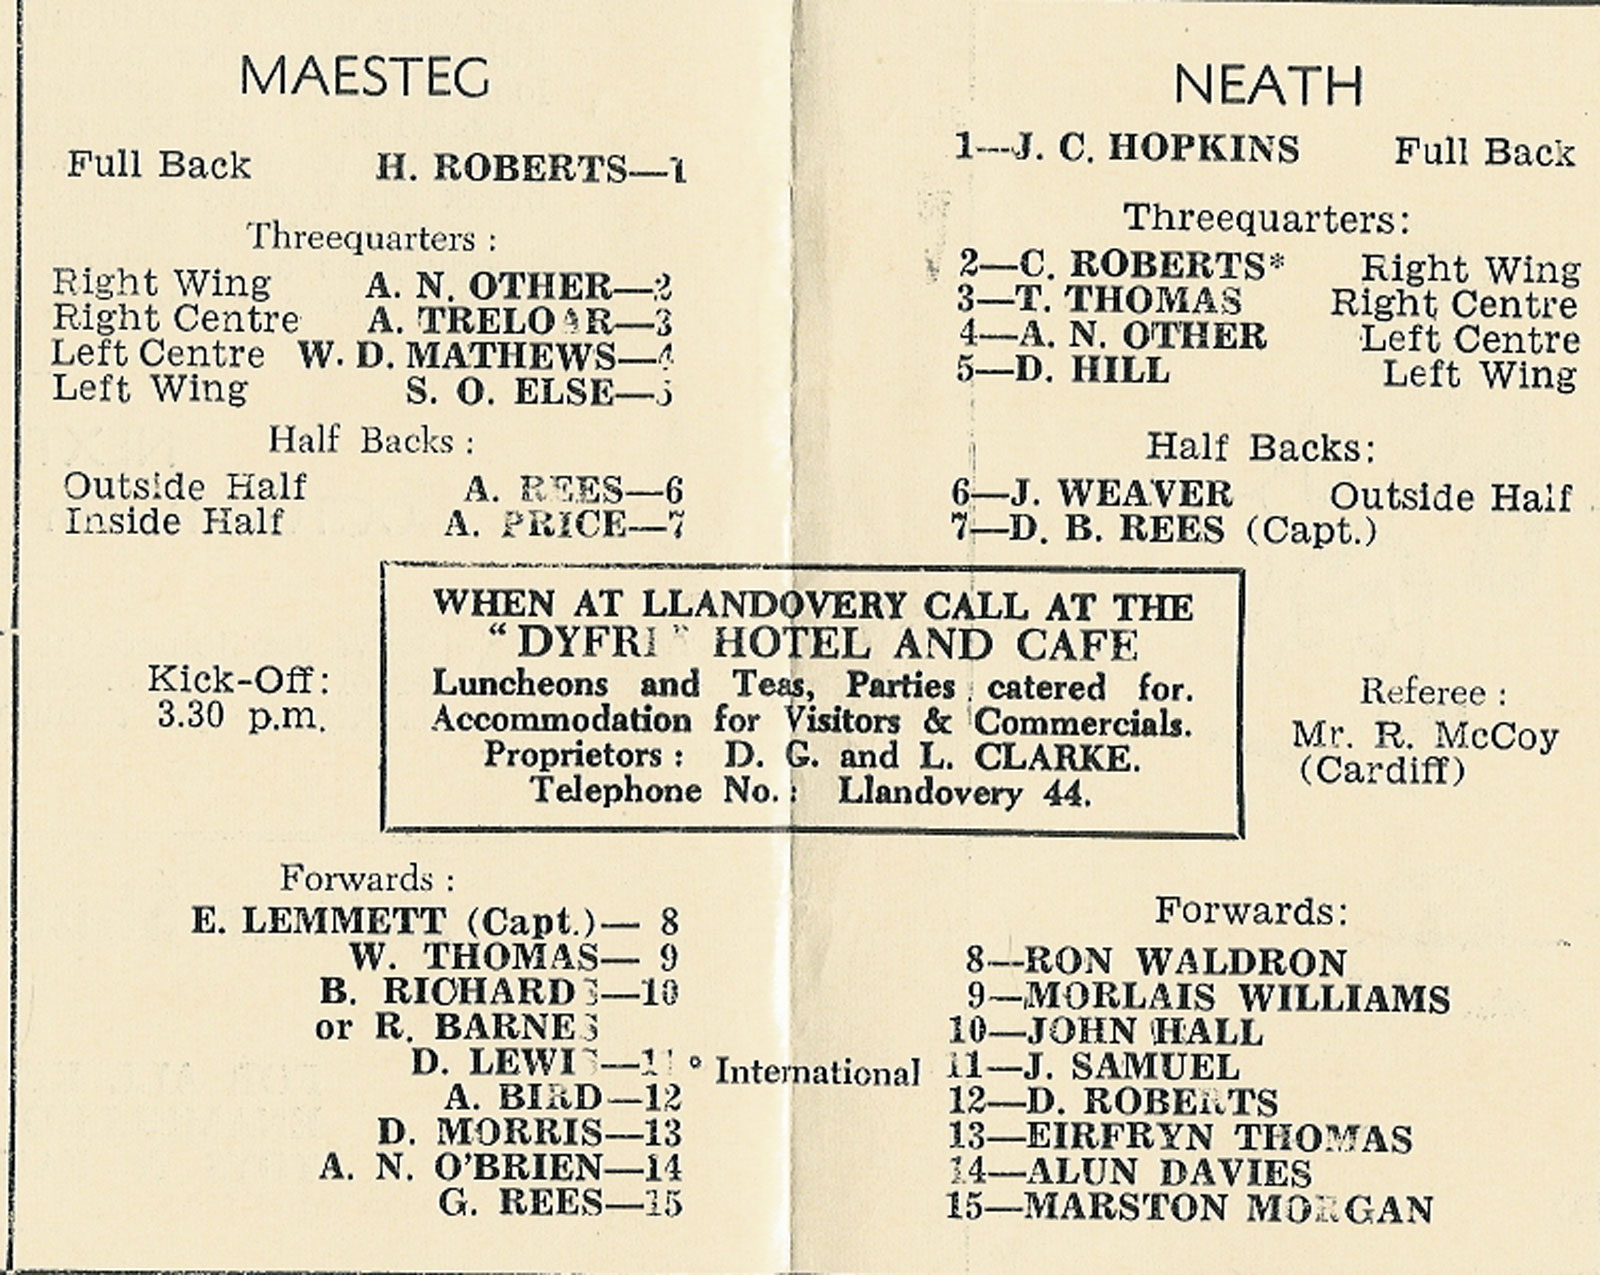 MAESTEG
Full Back H. ROBERTS—1
Threequarters :
Right Wing A. N. OTHER—2
Right Centre A. TRELOAR—3
Left Centre W. D. MATHEWS—4
Left Wing S. O. ELSE—5
Half Backs :
Outside Half A. REES—6
Inside Half A. PRICE—7
NEATH
1—J. C. HOPKINS Full Back
Threequarters:
2—C. ROBERTS* Right Wing
3—T. THOMAS Right Centre
4—A. N. OTHER Left Centre
5—D. HILL Left Wing
Half Backs:
6—J. WEAVER Outside Half
7—D. B. REES (Capt.)
Kick-Off:
3.30 p.m.
WHEN AT LLANDOVERY CALL AT THE
“DYFRI” HOTEL AND CAFE
Luncheons and Teas, Parties catered for.
Accommodation for Visitors & Commercials.
Proprietors : D. G. and L. CLARKE.
Telephone No. : Llandovery 44.
Referee :
Mr. R. McCoy
(Cardiff)
Forwards :
E. LEMMETT (Capt.)— 8
W. THOMAS— 9
B. RICHARDS—10
or R. BARNES
D. LEWIS—11
A. BIRD—12
D. MORRIS—13
A. N. O'BRIEN—14
G. REES—15
° International
Forwards:
8—RON WALDRON
9—MORLAIS WILLIAMS
10—JOHN HALL
11—J. SAMUEL
12—D. ROBERTS
13—EIRFRYN THOMAS
14—ALUN DAVIES
15—MARSTON MORGAN